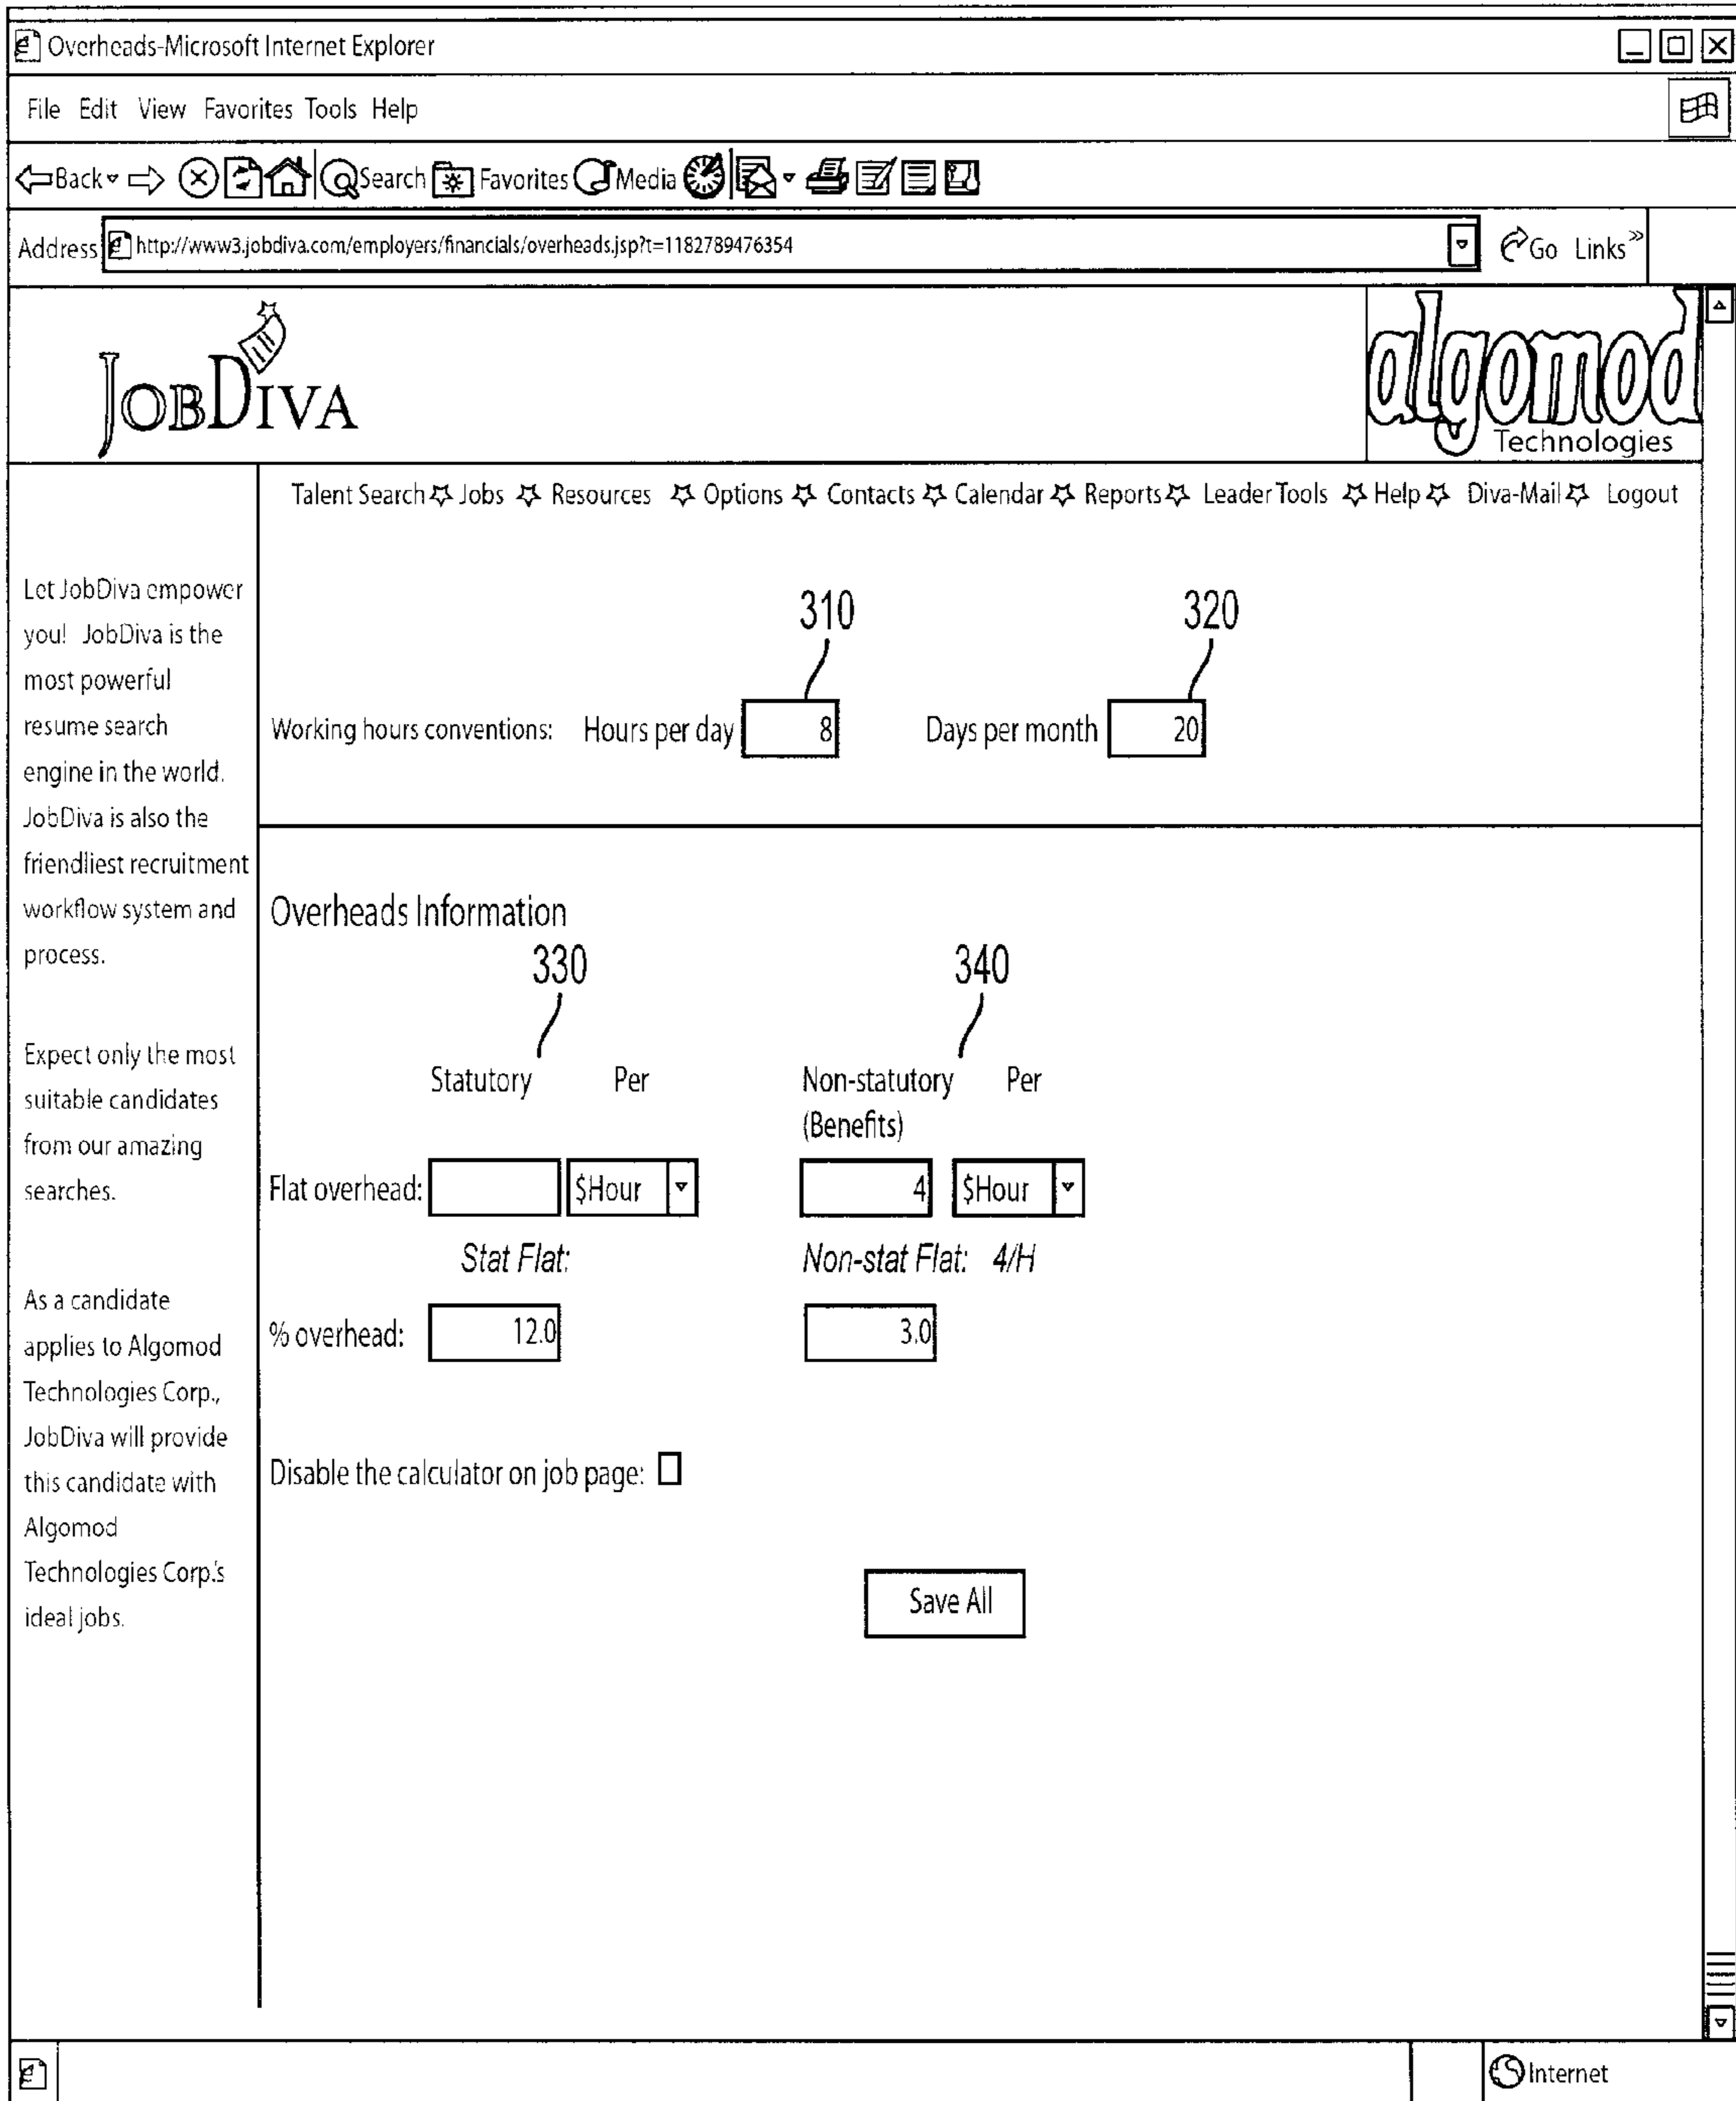 Overheads-Microsoft Internet Explorer
File Edit View Favorites Tools Help
Back Search Favorites Media
Address http://www3.jobdiva.com/employers/financials/overheads.jsp?t=1182789476354 Go Links »
JOBDIVA
algomod
Technologies
Talent Search Jobs Resources Options Contacts Calendar Reports Leader Tools Help Diva-Mail Logout
Let JobDiva empower
you! JobDiva is the
most powerful
resume search
engine in the world.
JobDiva is also the
friendliest recruitment
workflow system and
process.
Expect only the most
suitable candidates
from our amazing
searches.
As a candidate
applies to Algomod
Technologies Corp.,
JobDiva will provide
this candidate with
Algomod
Technologies Corp.'s
ideal jobs.
310 320
Working hours conventions: Hours per day 8 Days per month 20
Overheads Information
330 340
Statutory Per Non-statutory Per
(Benefits)
Flat overhead: $Hour 4 $Hour
Stat Flat: Non-stat Flat: 4/H
% overhead: 12.0 3.0
Disable the calculator on job page:
Save All
Internet